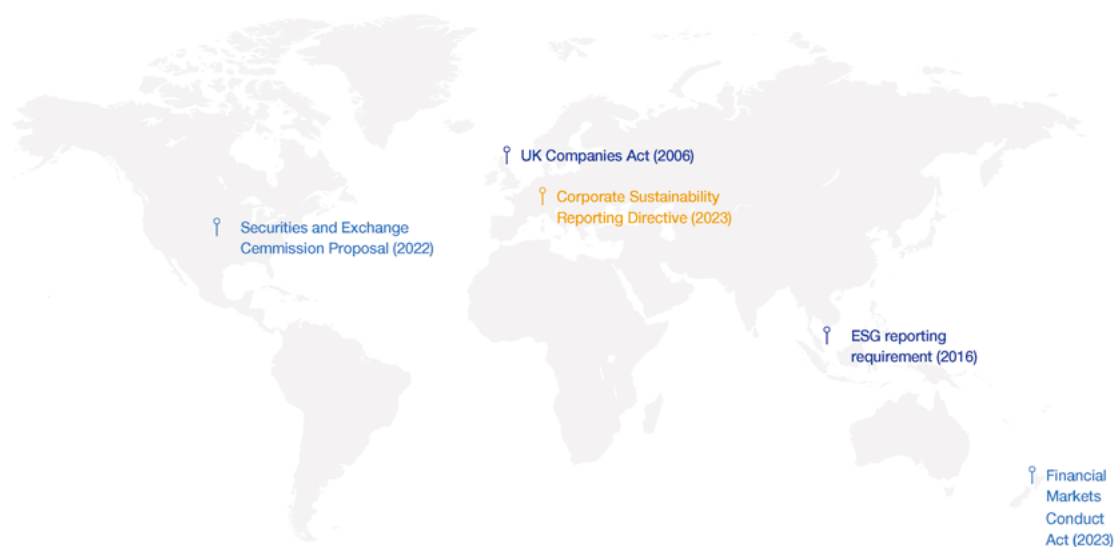 UK Companies Act (2006)
Corporate Sustainability
Reporting Directive (2023)
Securities and Exchange
Cemmission Proposal (2022)
ESG reporting
requirement (2016)
Financial
Markets
Conduct
Act (2023)